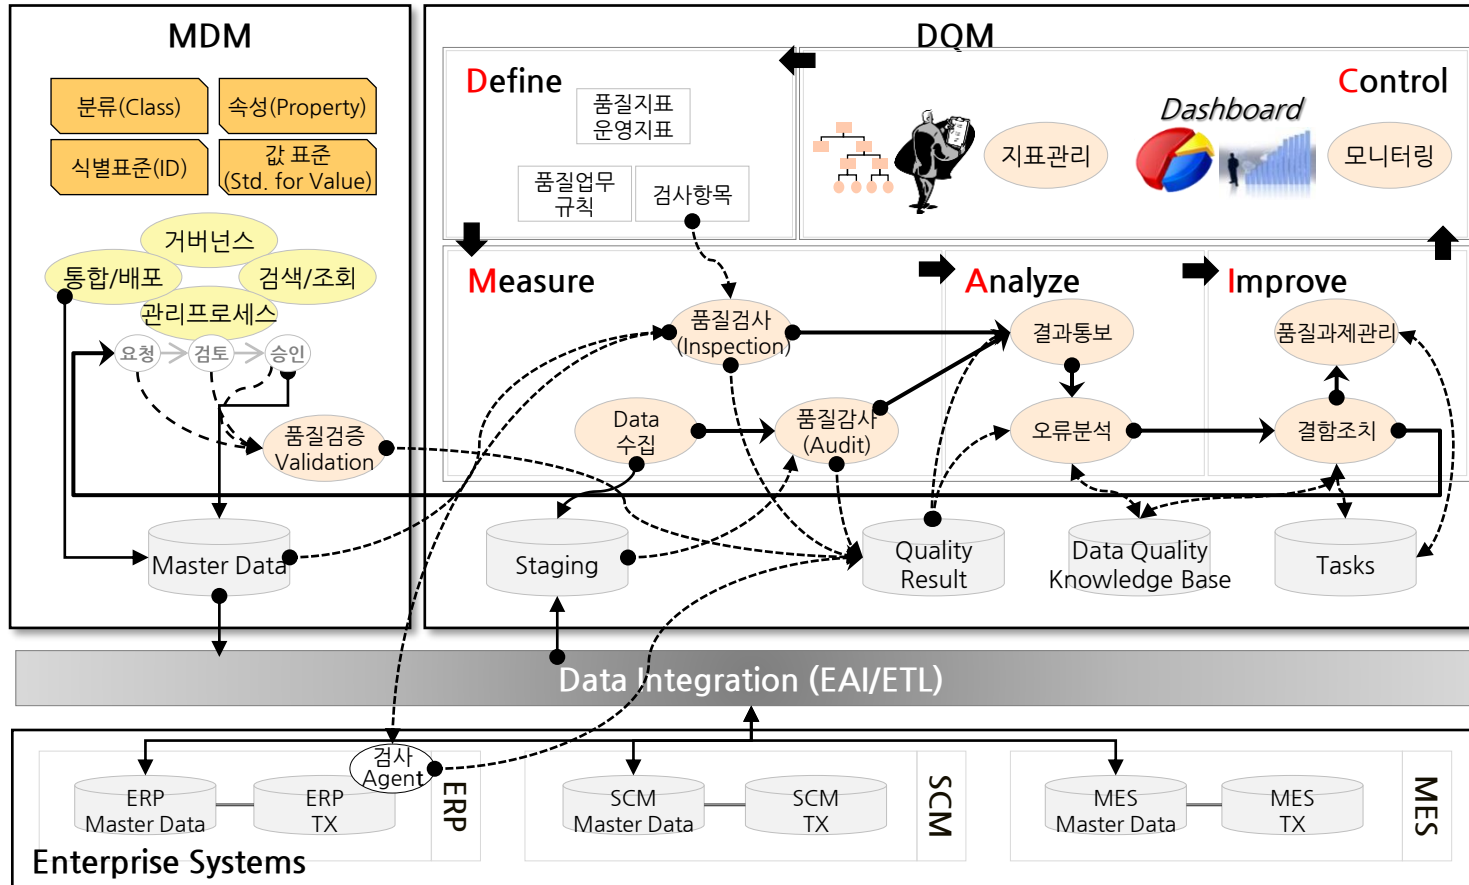 MDM
분류(Class)
속성(Property)
식별표준(ID)
값 표준
(Std. for Value)
거버넌스
통합/배포
검색/조회
관리프로세스
요청
검토
승인
품질검증
Validation
Master Data
DQM
Define
품질지표
운영지표
품질업무
규칙
검사항목
Control
지표관리
Dashboard
모니터링
Measure
품질검사
(Inspection)
Data
수집
품질감사
(Audit)
Analyze
결과통보
오류분석
Improve
품질과제관리
결함조치
Staging
Quality
Result
Data Quality
Knowledge Base
Tasks
Data Integration (EAI/ETL)
검사
Agent
ERP
Master Data
ERP
TX
ERP
SCM
Master Data
SCM
TX
SCM
MES
Master Data
MES
TX
MES
Enterprise Systems